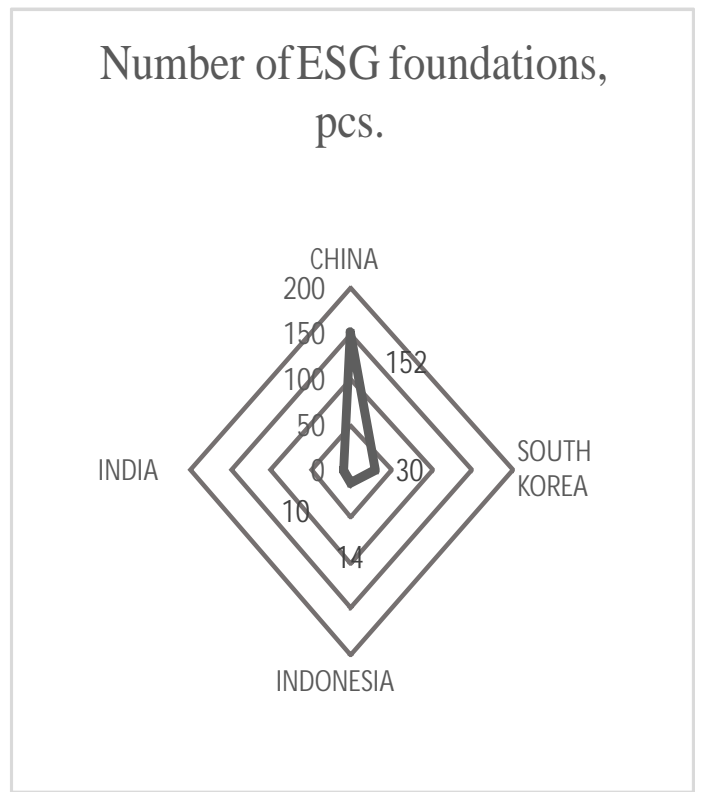 Number of ESG foundations,
pcs.
CHINA
200
150
152
100
50
SOUTH
KOREA
INDIA
0
30
10
14
INDONESIA